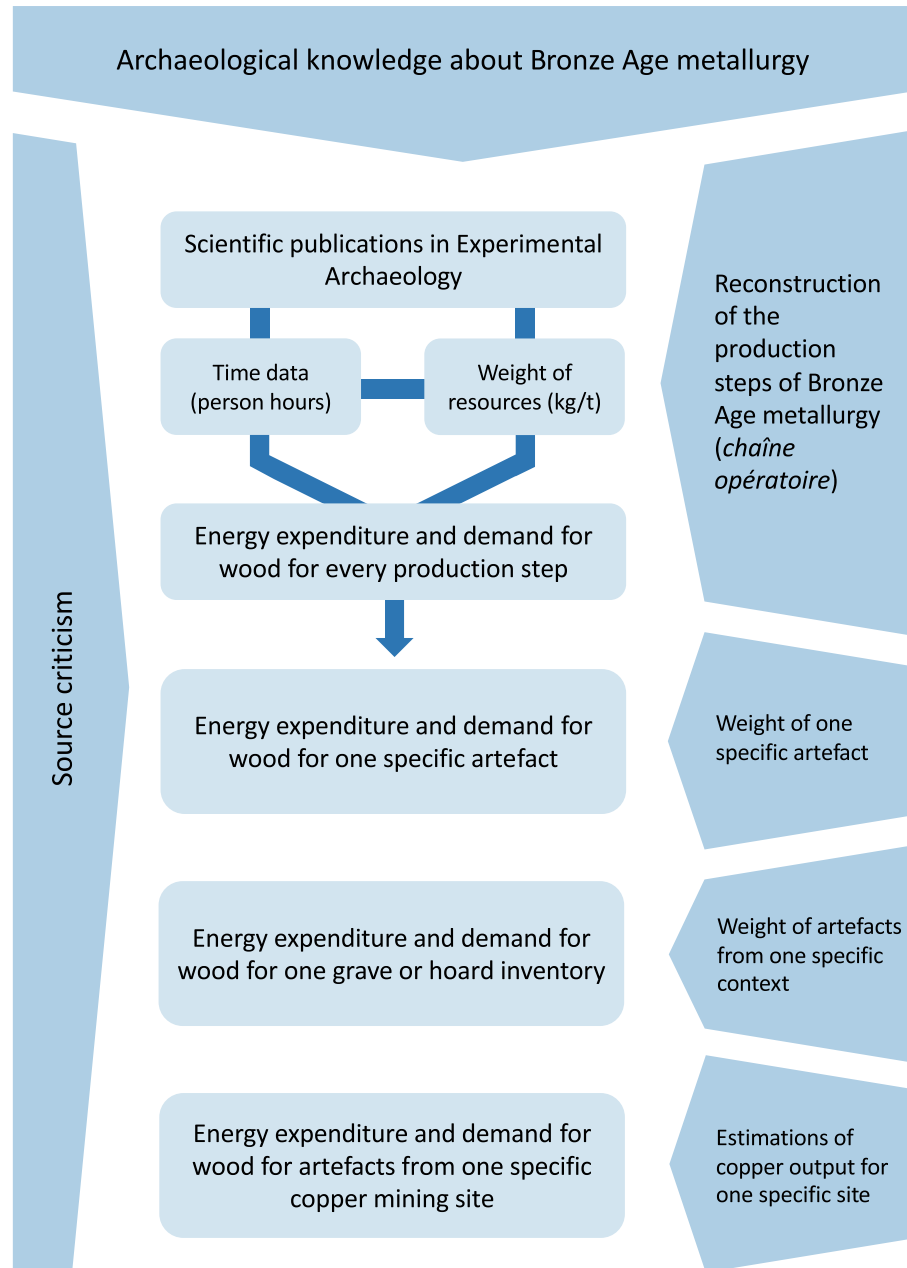 Archaeological knowledge about Bronze Age metallurgy
Source criticism
Scientific publications in Experimental
Archaeology
Time data
(person hours)
Weight of
resources (kg/t)
Energy expenditure and demand for
wood for every production step
Reconstruction
of the
production
steps of Bronze
Age metallurgy
(chaîne
opératoire)
Energy expenditure and demand for
wood for one specific artefact
Weight of one
specific artefact
Energy expenditure and demand for
wood for one grave or hoard inventory
Weight of artefacts
from one specific
context
Energy expenditure and demand for
wood for artefacts from one specific
copper mining site
Estimations of
copper output for
one specific site